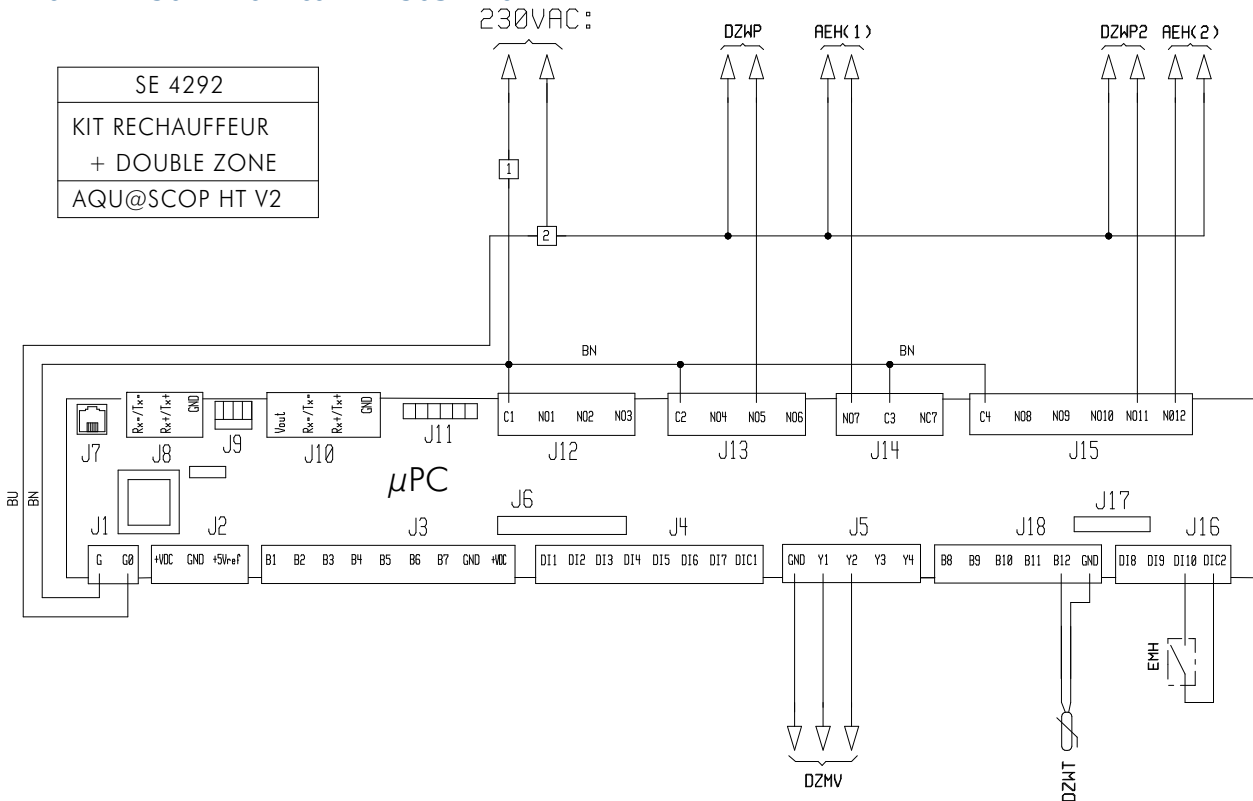 230VAC:
DZWP
AEH(1)
DZWP2
AEH(2)
SE 4292
KIT RECHAUFFEUR
+ DOUBLE ZONE
AQU@SCOP HT V2
1
2
BN
BN
Rx-/Tx-
Rx+/Tx+
GND
Vout
Rx-/Tx-
Rx+/Tx+
GND
C1 NO1 NO2 NO3
C2 NO4 NO5 NO6
NO7 C3 NC7
C4 NO8 NO9 NO10 NO11 NO12
J7
J8
J9
J10
J11
J12
J13
J14
J15
µPC
BU
BN
J1
J2
J3
J6
J4
J5
J18
J17
J16
G G0
+VDC GND +5Vref
B1 B2 B3 B4 B5 B6 B7 GND +VDC
DI1 DI2 DI3 DI4 DI5 DI6 DI7 DIC1
GND Y1 Y2 Y3 Y4
B8 B9 B10 B11 B12 GND
DI8 DI9 DI10 DIC2
EMH
DZMV
DZWT